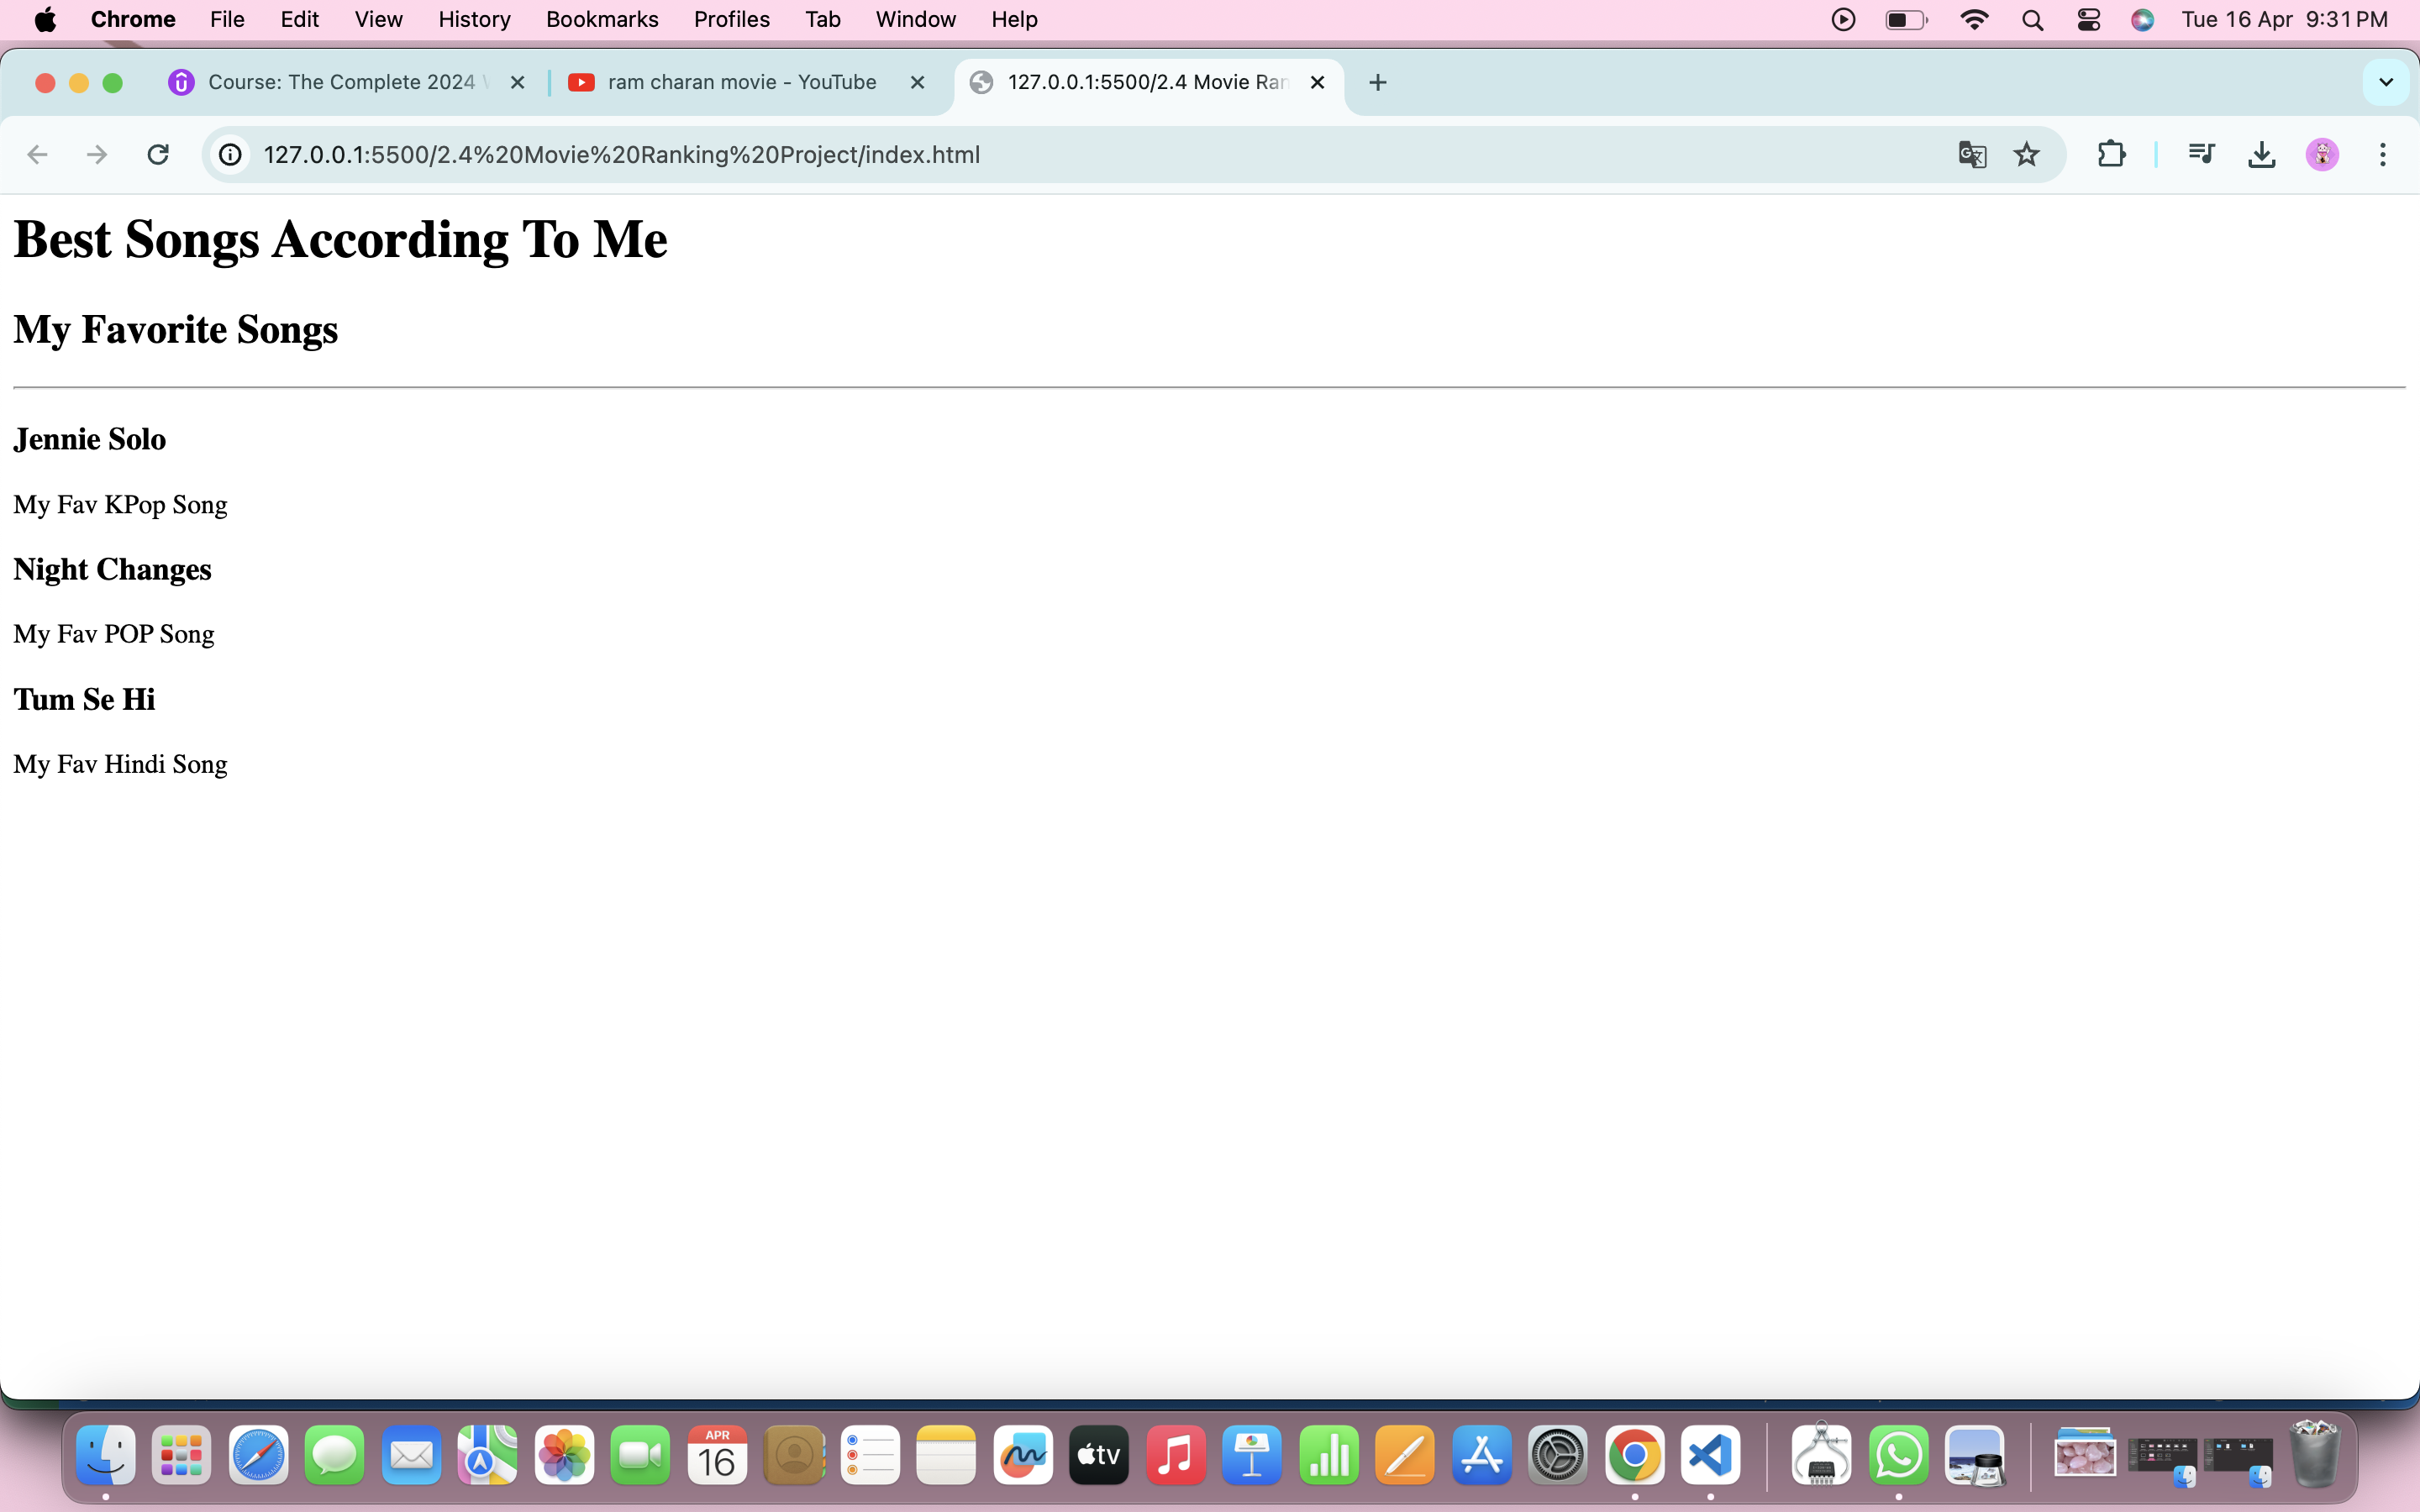 Chrome File Edit View History Bookmarks Profiles Tab Window Help Tue 16 Apr 9:31 PM
Course: The Complete 2024 ram charan movie - YouTube 127.0.0.1:5500/2.4 Movie Ran
127.0.0.1:5500/2.4%20Movie%20Ranking%20Project/index.html
Best Songs According To Me
My Favorite Songs
Jennie Solo
My Fav KPop Song
Night Changes
My Fav POP Song
Tum Se Hi
My Fav Hindi Song
APR
16
tv